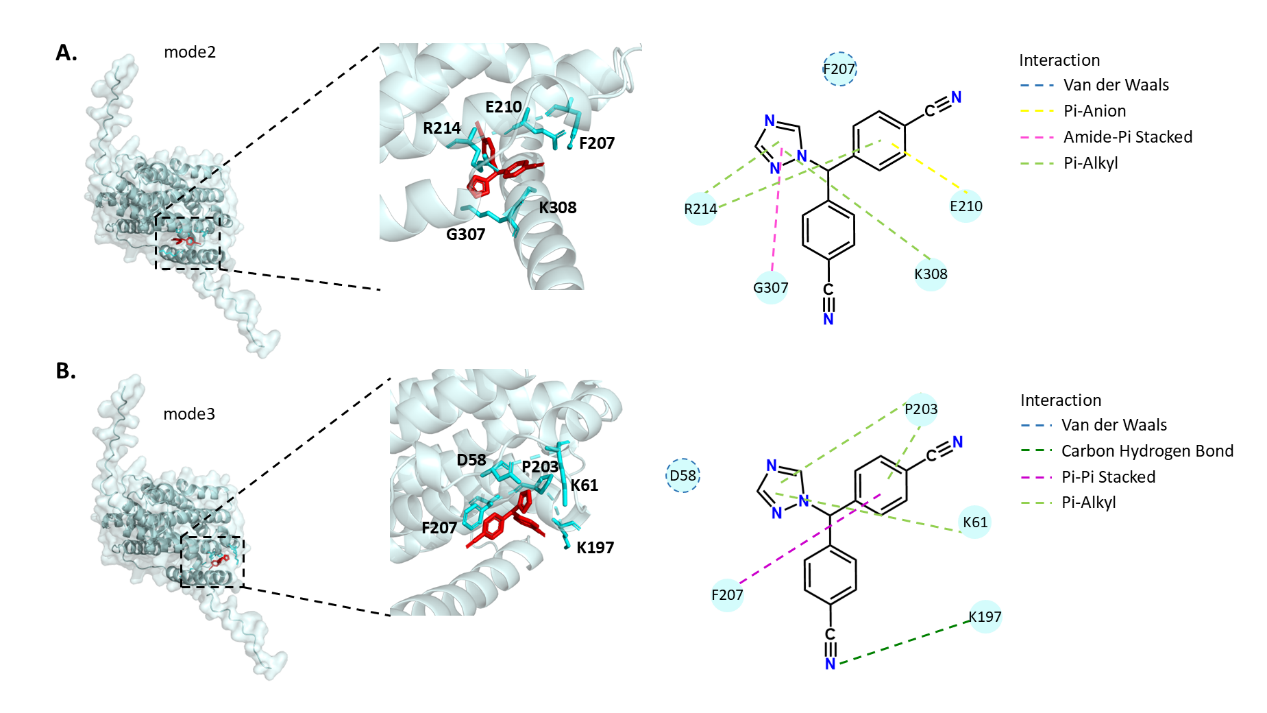 A.
mode2
E210
R214
F207
K308
G307
F207
N
N
N
C
N
R214
E210
G307
K308
C
N
Interaction
Van der Waals
Pi-Anion
Amide-Pi Stacked
Pi-Alkyl
B.
mode3
D58
P203
K61
F207
K197
P203
D58
N
N
N
C
N
K61
F207
K197
C
N
Interaction
Van der Waals
Carbon Hydrogen Bond
Pi-Pi Stacked
Pi-Alkyl